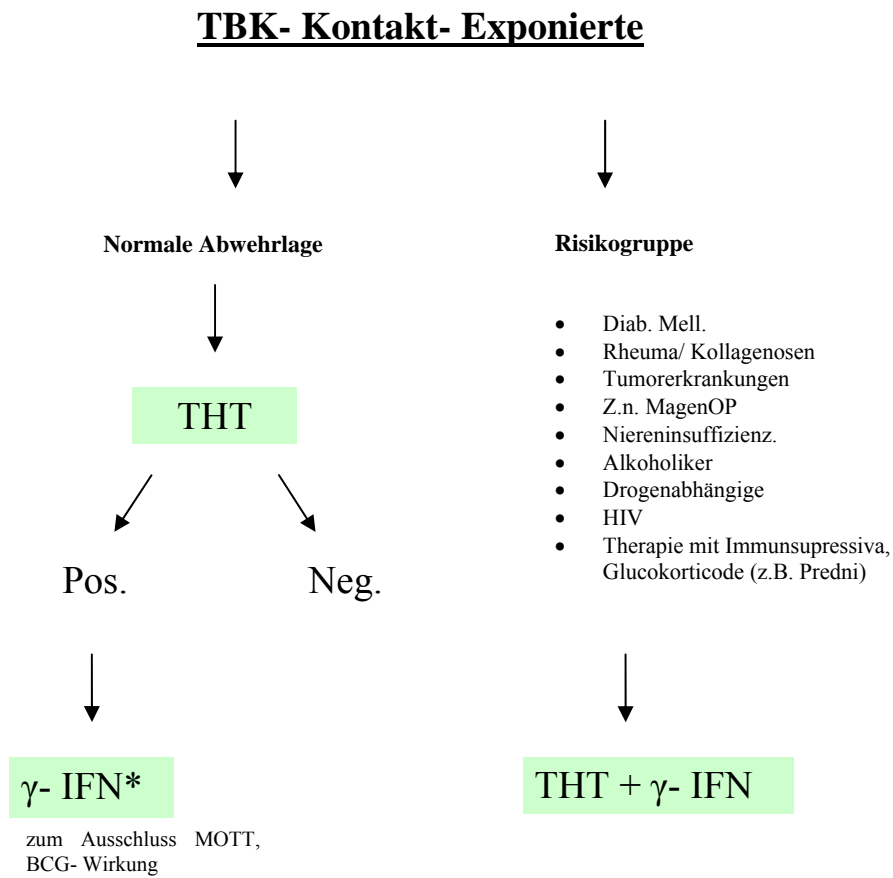 TBK- Kontakt- Exponierte
Normale Abwehrlage
THT
Pos.
Neg.
γ- IFN*
zum Ausschluss MOTT,
BCG- Wirkung
Risikogruppe
• Diab. Mell.
• Rheuma/ Kollagenosen
• Tumorerkrankungen
• Z.n. MagenOP
• Niereninsuffizienz.
• Alkoholiker
• Drogenabhängige
• HIV
• Therapie mit Immunsupressiva,
Glucokorticode (z.B. Predni)
THT + γ- IFN